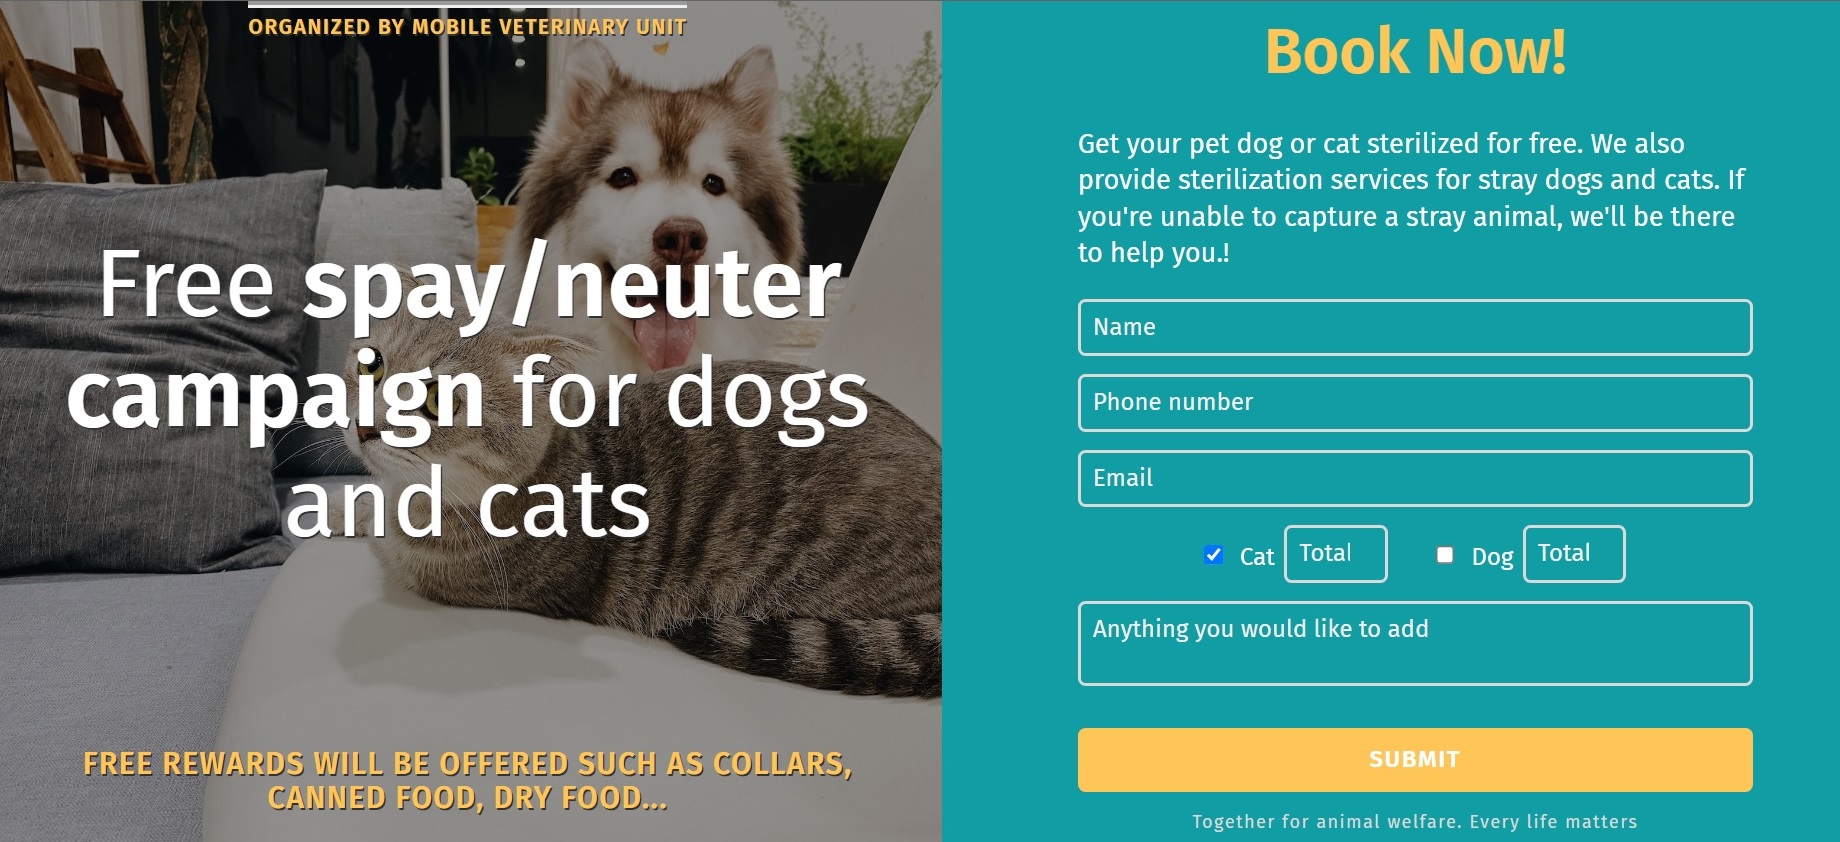 ORGANIZED BY MOBILE VETERINARY UNIT
Free spay/neuter
campaign for dogs
and cats
FREE REWARDS WILL BE OFFERED SUCH AS COLLARS,
CANNED FOOD, DRY FOOD...
Book Now!
Get your pet dog or cat sterilized for free. We also
provide sterilization services for stray dogs and cats. If
you're unable to capture a stray animal, we'll be there
to help you.!
Name
Phone number
Email
Cat Total Dog Total
Anything you would like to add
SUBMIT
Together for animal welfare. Every life matters